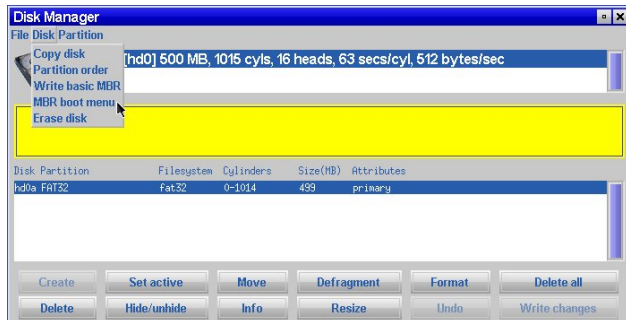 Disk Manager
File Disk Partition
Copy disk
Partition order
Write basic MBR
MBR boot menu
Erase disk
[hd0] 500 MB, 1015 cyls, 16 heads, 63 secs/cyl, 512 bytes/sec
Disk Partition Filesystem Cylinders Size(MB) Attributes
hd0a FAT32 fat32 0-1014 499 primary
Create Set active Move Defragment Format Delete all
Delete Hide/unhide Info Resize Undo Write changes